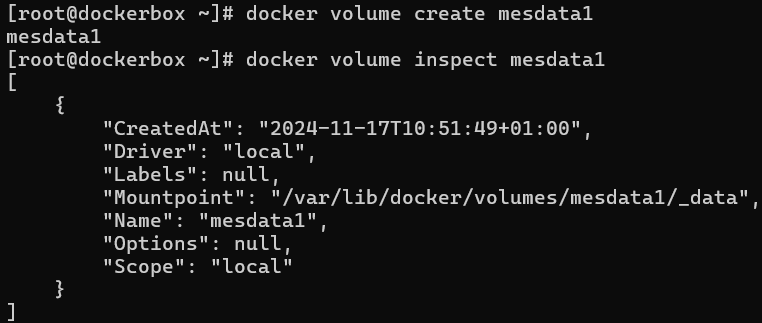 [root@dockerbox ~]# docker volume create mesdata1
mesdata1
[root@dockerbox ~]# docker volume inspect mesdata1
[
    {
        "CreatedAt": "2024-11-17T10:51:49+01:00",
        "Driver": "local",
        "Labels": null,
        "Mountpoint": "/var/lib/docker/volumes/mesdata1/_data",
        "Name": "mesdata1",
        "Options": null,
        "Scope": "local"
    }
]